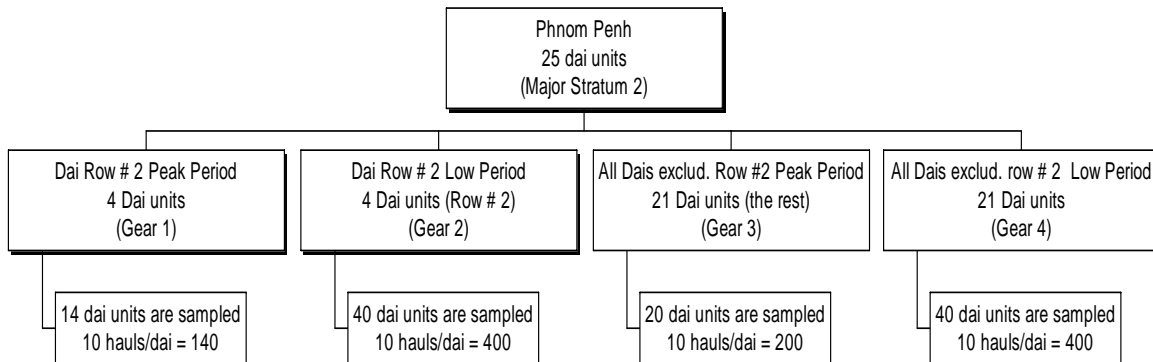 Phnom Penh
25 dai units
(Major Stratum 2)
Dai Row # 2 Peak Period
4 Dai units
(Gear 1)
Dai Row # 2 Low Period
4 Dai units (Row # 2)
(Gear 2)
All Dais exclud. Row #2 Peak Period
21 Dai units (the rest)
(Gear 3)
All Dais exclud. row # 2 Low Period
21 Dai units
(Gear 4)
14 dai units are sampled
10 hauls/dai = 140
40 dai units are sampled
10 hauls/dai = 400
20 dai units are sampled
10 hauls/dai = 200
40 dai units are sampled
10 hauls/dai = 400